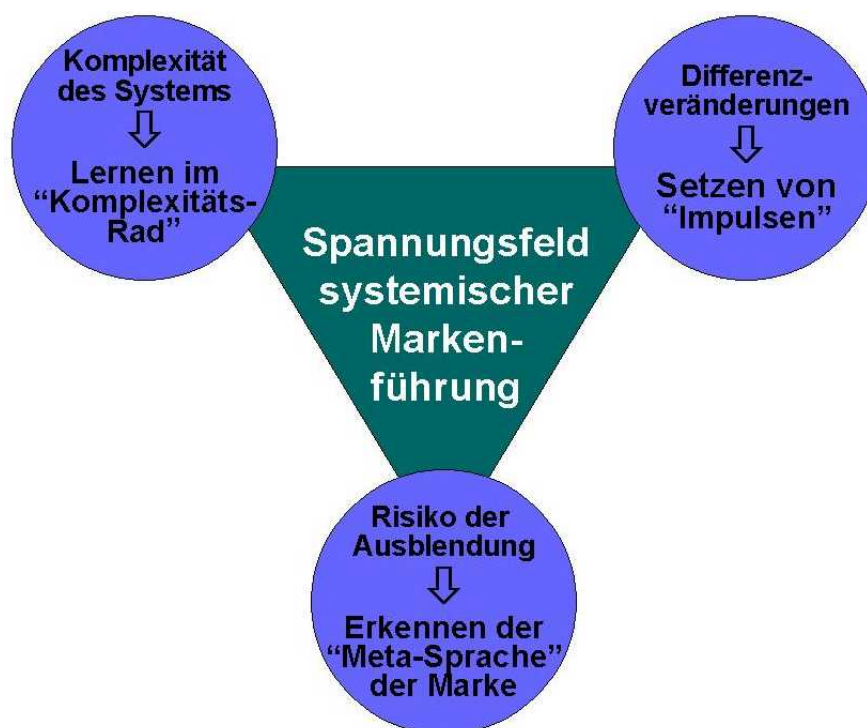 Komplexität
des Systems
Lernen im
“Komplexitäts-
Rad”
Differenz-
veränderungen
Setzen von
“Impulsen”
Spannungsfeld
systemischer
Marken-
führung
Risiko der
Ausblendung
Erkennen der
“Meta-Sprache”
der Marke